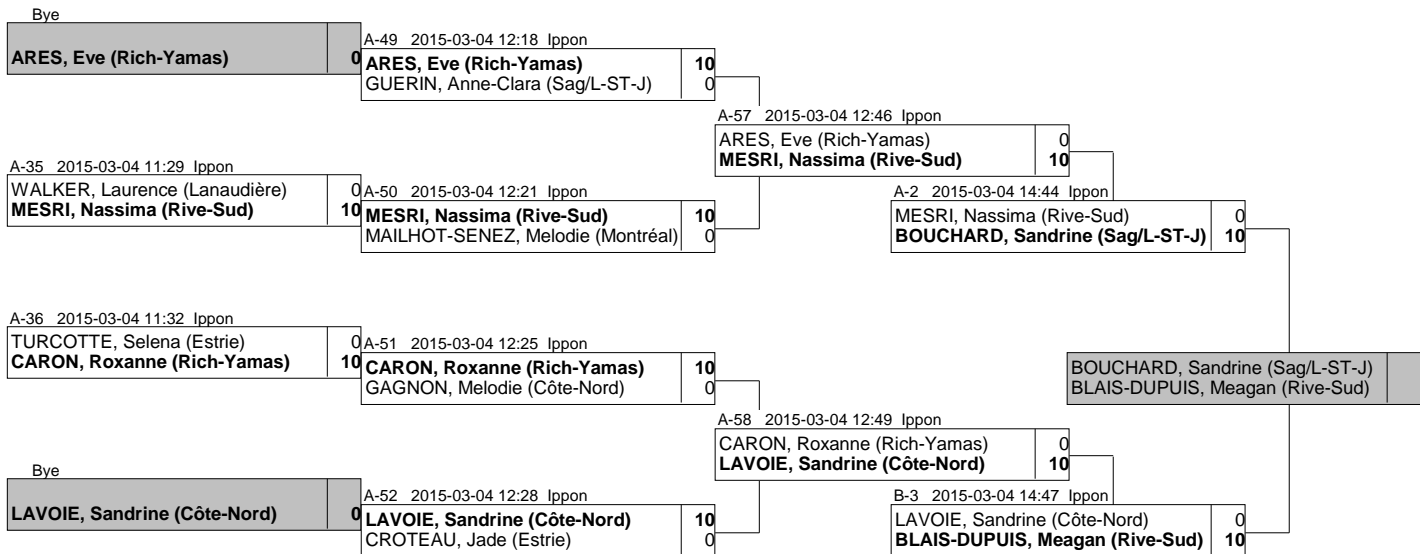 Bye
ARES, Eve (Rich-Yamas) 0
A-35 2015-03-04 11:29 Ippon
WALKER, Laurence (Lanaudière) 0
MESRI, Nassima (Rive-Sud) 10
A-36 2015-03-04 11:32 Ippon
TURCOTTE, Selena (Estrie) 0
CARON, Roxanne (Rich-Yamas) 10
Bye
LAVOIE, Sandrine (Côte-Nord) 0
A-49 2015-03-04 12:18 Ippon
ARES, Eve (Rich-Yamas) 10
GUERIN, Anne-Clara (Sag/L-ST-J) 0
A-50 2015-03-04 12:21 Ippon
MESRI, Nassima (Rive-Sud) 10
MAILHOT-SENEZ, Melodie (Montréal) 0
A-51 2015-03-04 12:25 Ippon
CARON, Roxanne (Rich-Yamas) 10
GAGNON, Melodie (Côte-Nord) 0
A-52 2015-03-04 12:28 Ippon
LAVOIE, Sandrine (Côte-Nord) 10
CROTEAU, Jade (Estrie) 0
A-57 2015-03-04 12:46 Ippon
ARES, Eve (Rich-Yamas) 0
MESRI, Nassima (Rive-Sud) 10
A-58 2015-03-04 12:49 Ippon
CARON, Roxanne (Rich-Yamas) 0
LAVOIE, Sandrine (Côte-Nord) 10
A-2 2015-03-04 14:44 Ippon
MESRI, Nassima (Rive-Sud) 0
BOUCHARD, Sandrine (Sag/L-ST-J) 10
B-3 2015-03-04 14:47 Ippon
LAVOIE, Sandrine (Côte-Nord) 0
BLAIS-DUPUIS, Meagan (Rive-Sud) 10
BOUCHARD, Sandrine (Sag/L-ST-J)
BLAIS-DUPUIS, Meagan (Rive-Sud)